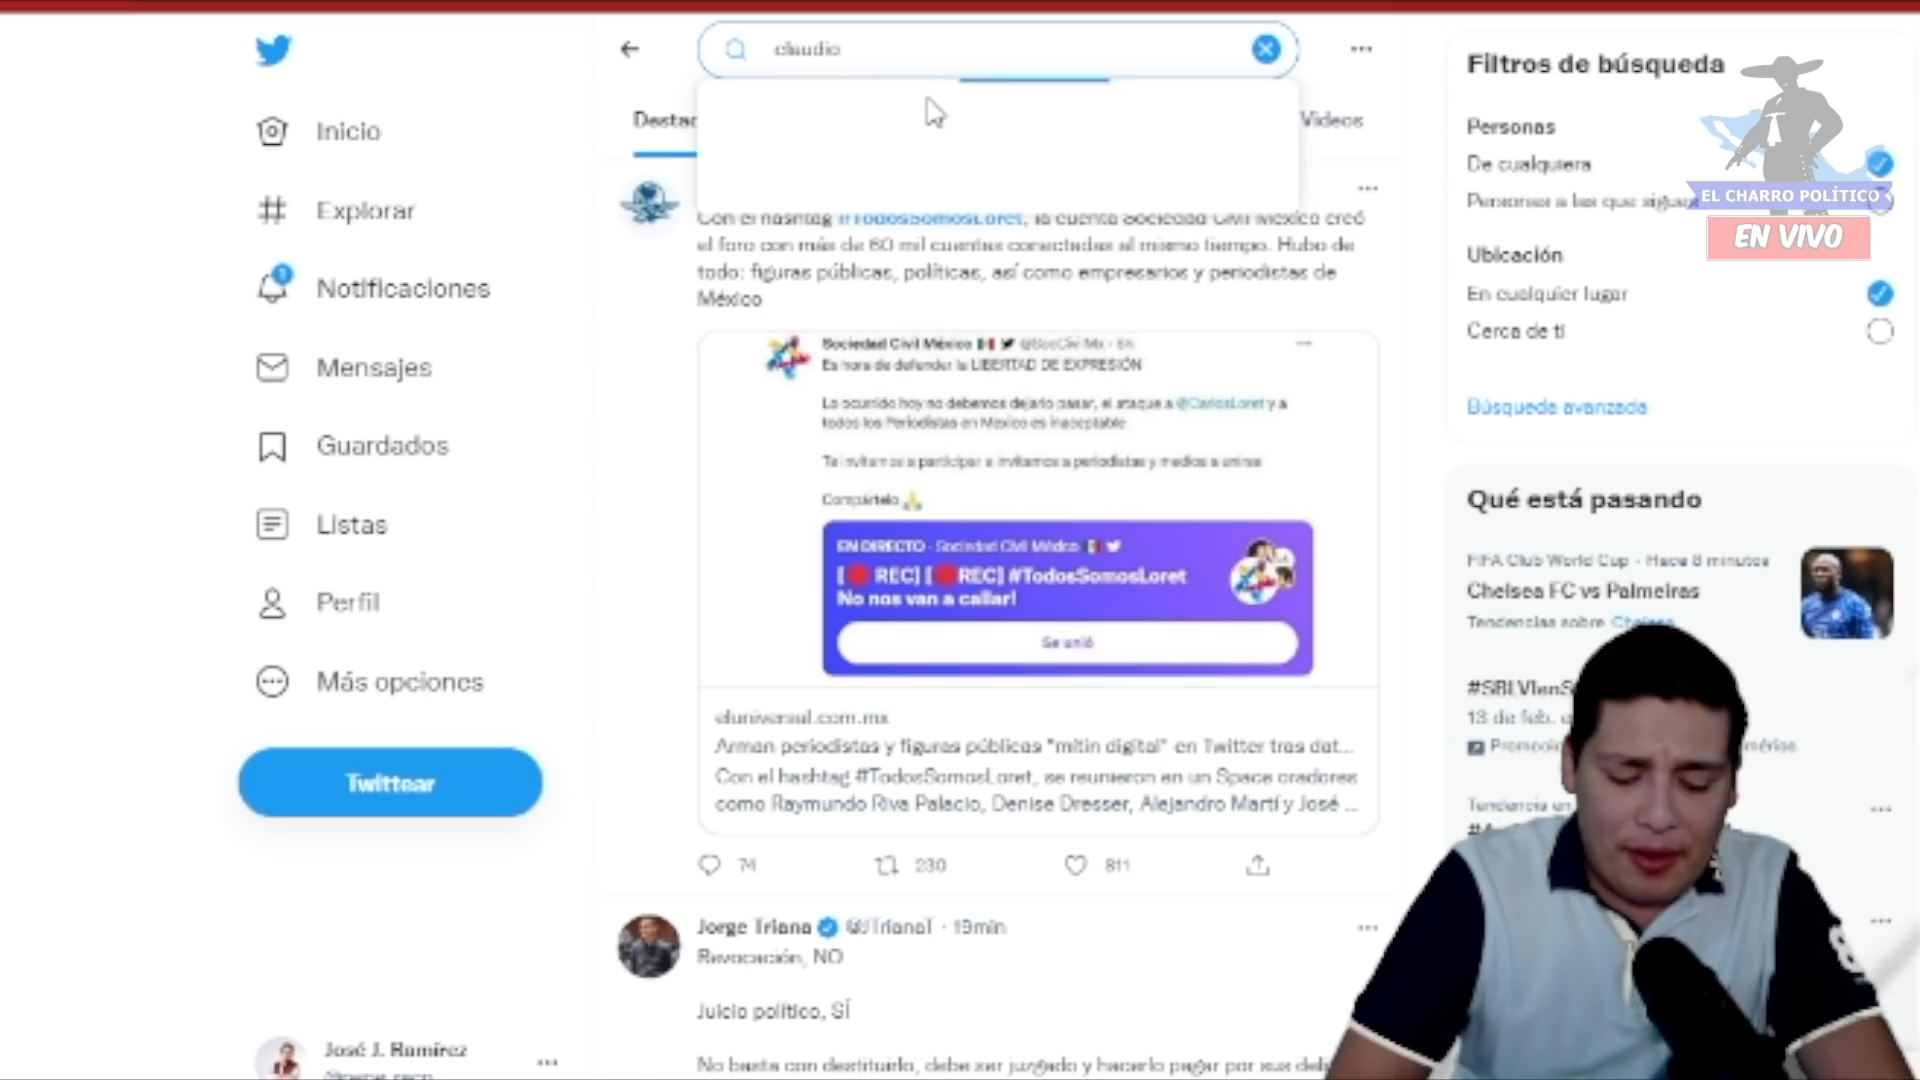 claudio
Filtros de búsqueda
Destac
Videos
Personas
De cualquiera
Personas a las que sigues
EL CHARRO POLÍTICO
EN VIVO
Ubicación
En cualquier lugar
Cerca de ti
Búsqueda avanzada
Inicio
Explorar
Notificaciones
1
Mensajes
Guardados
Listas
Perfil
Más opciones
Twittear
José J. Ramírez
Con el hashtag #TodosSomosLoret, la cuenta Sociedad Civil México creó
el foro con más de 60 mil cuentas conectadas al mismo tiempo. Hubo de
todo: figuras públicas, políticas, así como empresarios y periodistas de
México
Sociedad Civil México @SocCivilMx · 8h
Es hora de defender la LIBERTAD DE EXPRESIÓN
Lo ocurrido hoy no debemos dejarlo pasar, el ataque a @CarlosLoret y a
todos los Periodistas en México es inaceptable
Te invitamos a participar e invitamos a periodistas y medios a unirse
Compártelo 🙏
EN DIRECTO · Sociedad Civil México
[🔴 REC] [🔴REC] #TodosSomosLoret
No nos van a callar!
Se unió
eluniversal.com.mx
Arman periodistas y figuras públicas "mitin digital" en Twitter tras dat...
Con el hashtag #TodosSomosLoret, se reunieron en un Space oradores
como Raymundo Riva Palacio, Denise Dresser, Alejandro Martí y José ...
74 230 811
Jorge Triana @JTrianaT · 19min
Revocación, NO
Juicio político, SÍ
No basta con destituirlo, debe ser juzgado y hacerlo pagar por sus deli
Qué está pasando
FIFA Club World Cup · Hace 8 minutos
Chelsea FC vs Palmeiras
Tendencias sobre Chelsea
13 de feb.